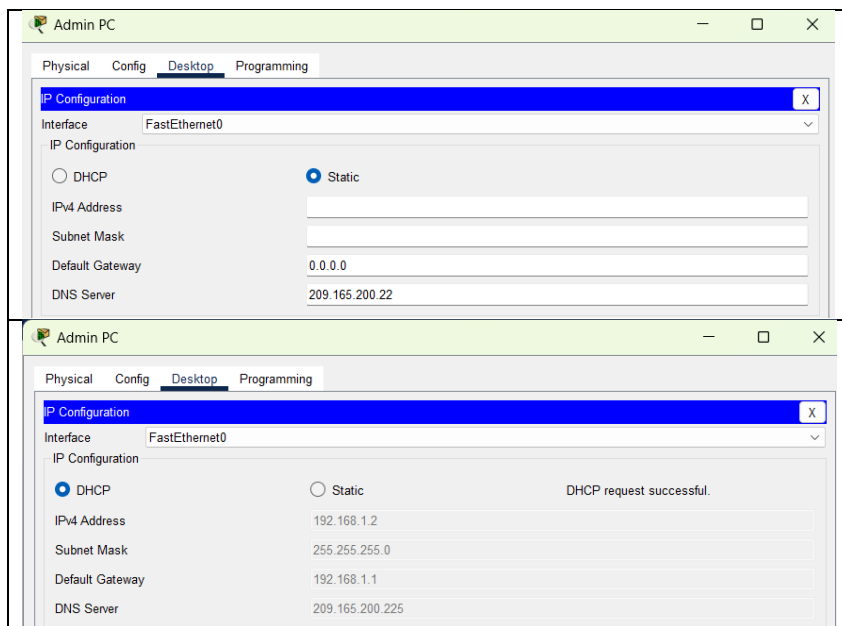 Admin PC
Physical Config Desktop Programming
IP Configuration X
Interface FastEthernet0
IP Configuration
DHCP Static
IPv4 Address
Subnet Mask
Default Gateway 0.0.0.0
DNS Server 209.165.200.22
Admin PC
Physical Config Desktop Programming
IP Configuration X
Interface FastEthernet0
IP Configuration
DHCP Static DHCP request successful.
IPv4 Address 192.168.1.2
Subnet Mask 255.255.255.0
Default Gateway 192.168.1.1
DNS Server 209.165.200.225